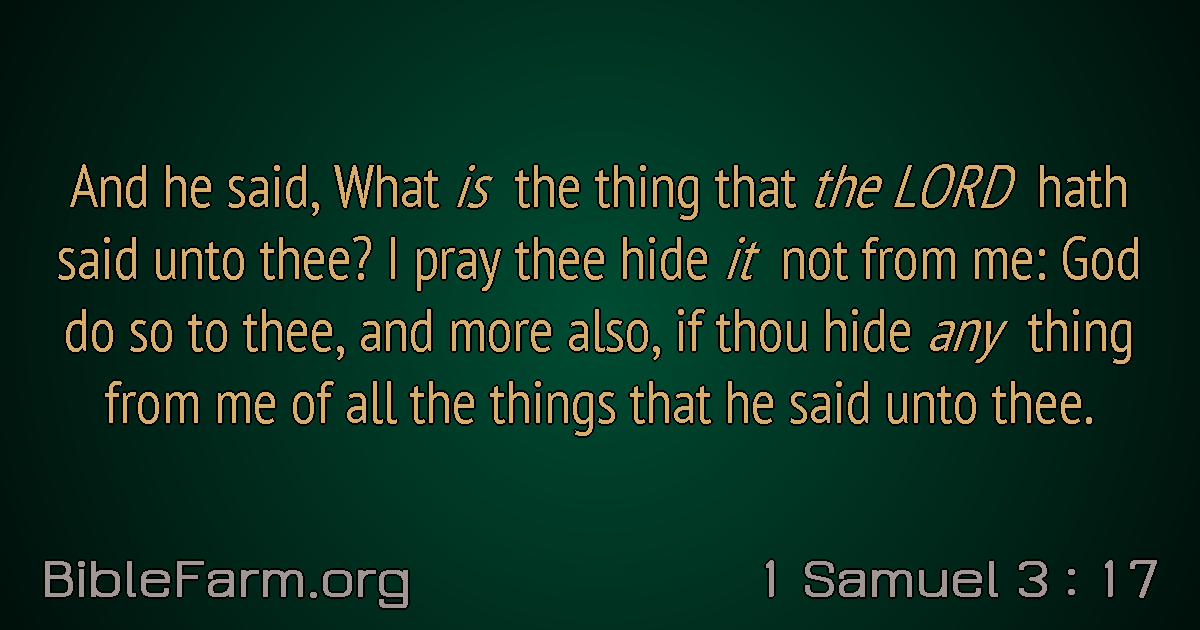 And he said, What is the thing that the LORD hath
said unto thee? I pray thee hide it not from me: God
do so to thee, and more also, if thou hide any thing
from me of all the things that he said unto thee.
BibleFarm.org
1 Samuel 3 : 17